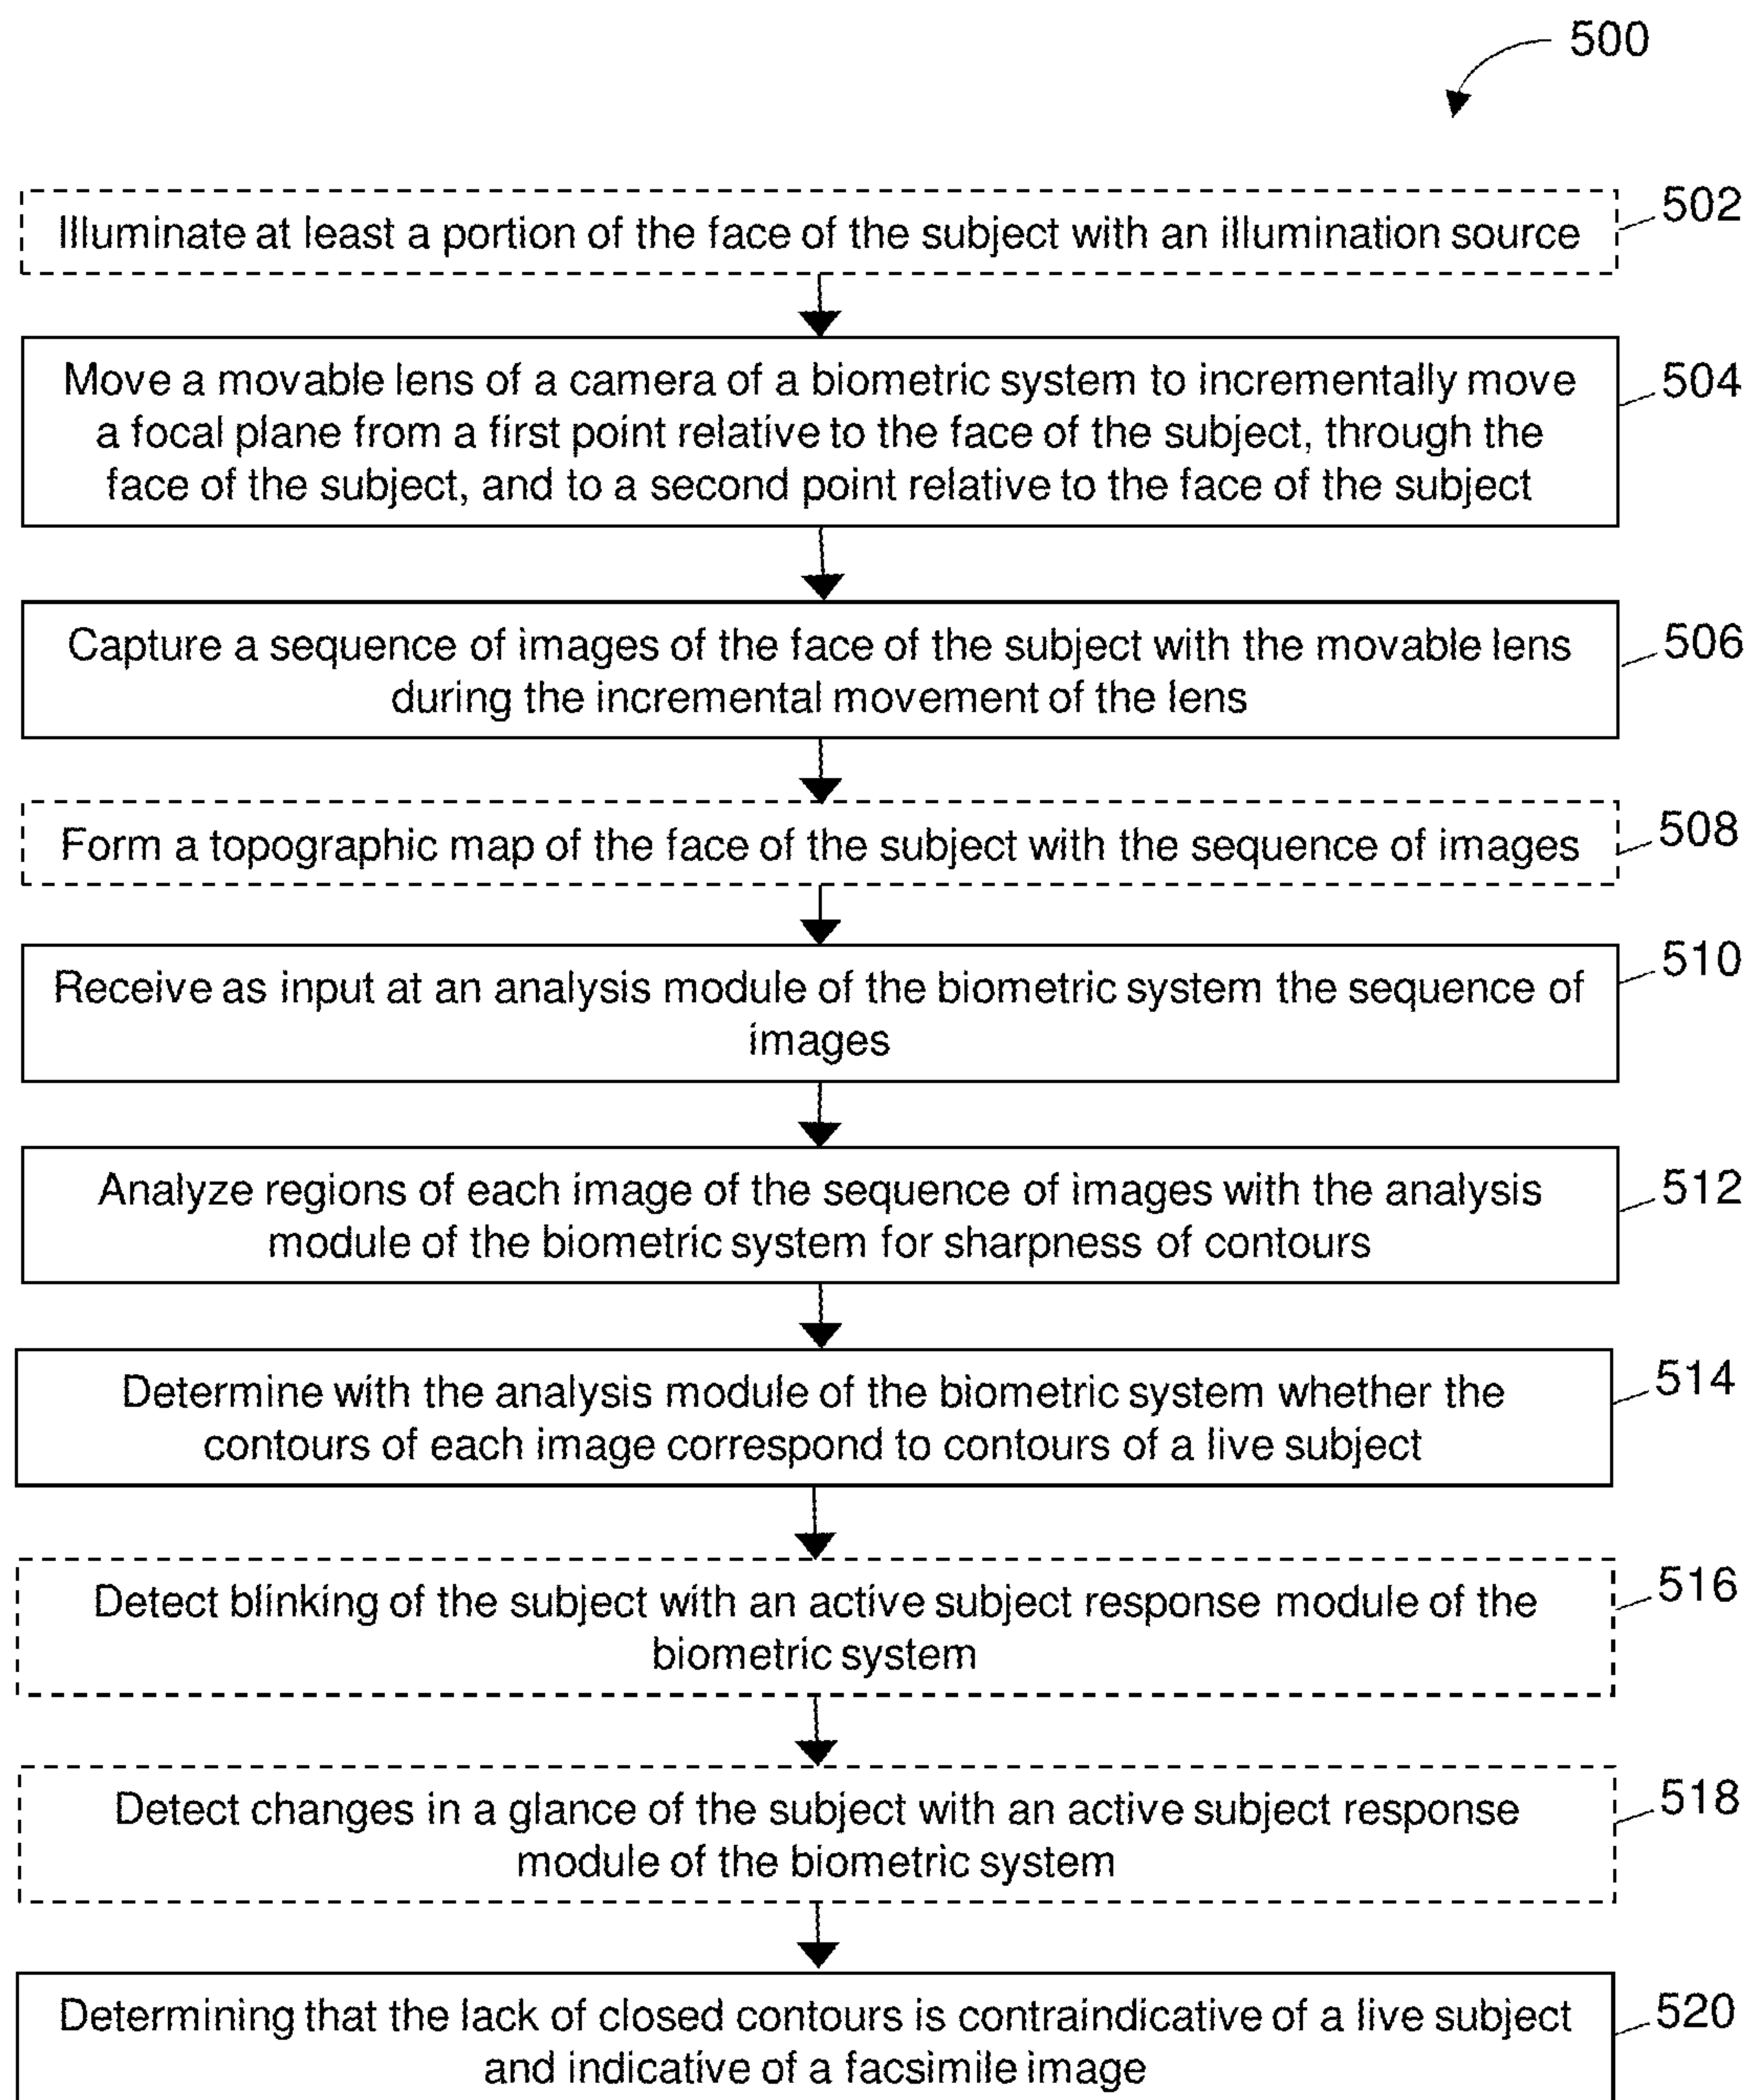 500
Illuminate at least a portion of the face of the subject with an illumination source
502
Move a movable lens of a camera of a biometric system to incrementally move
a focal plane from a first point relative to the face of the subject, through the
face of the subject, and to a second point relative to the face of the subject
504
Capture a sequence of images of the face of the subject with the movable lens
during the incremental movement of the lens
506
Form a topographic map of the face of the subject with the sequence of images
508
Receive as input at an analysis module of the biometric system the sequence of
images
510
Analyze regions of each image of the sequence of images with the analysis
module of the biometric system for sharpness of contours
512
Determine with the analysis module of the biometric system whether the
contours of each image correspond to contours of a live subject
514
Detect blinking of the subject with an active subject response module of the
biometric system
516
Detect changes in a glance of the subject with an active subject response
module of the biometric system
518
Determining that the lack of closed contours is contraindicative of a live subject
and indicative of a facsimile image
520